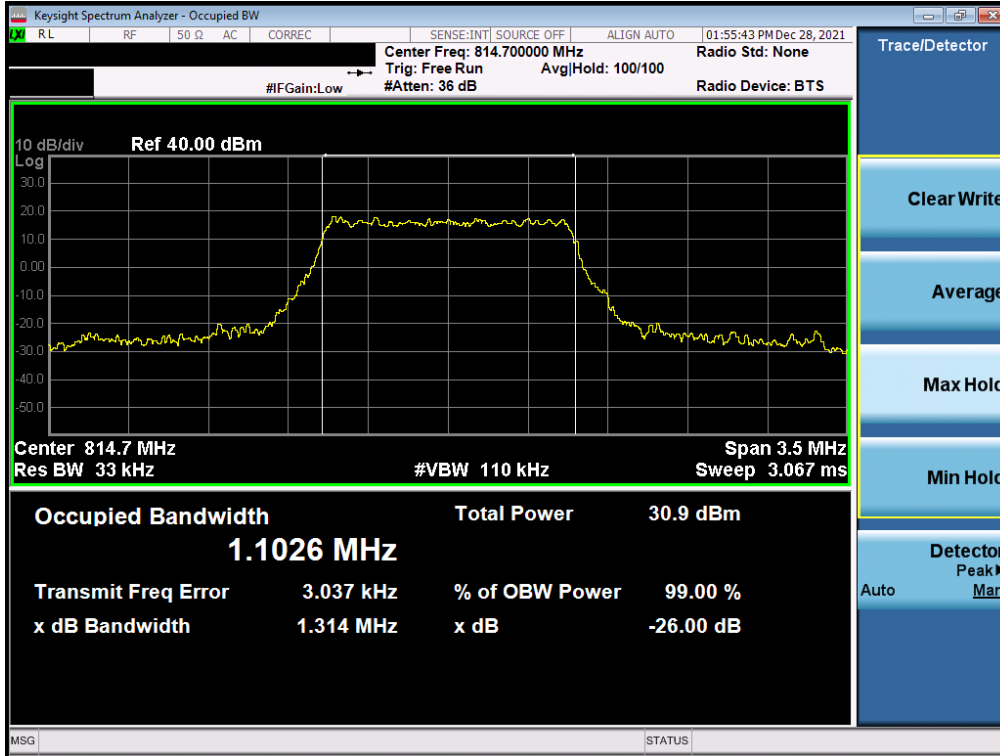 Keysight Spectrum Analyzer - Occupied BW
LXI RL RF 50 Ω AC CORREC SENSE:INT SOURCE OFF ALIGN AUTO 01:55:43 PM Dec 28, 2021
Center Freq: 814.700000 MHz Radio Std: None
Trig: Free Run Avg|Hold: 100/100
#IFGain:Low #Atten: 36 dB Radio Device: BTS
Trace/Detector
10 dB/div Ref 40.00 dBm
Log
30.0
20.0
10.0
0.00
-10.0
-20.0
-30.0
-40.0
-50.0
Center 814.7 MHz Span 3.5 MHz
Res BW 33 kHz #VBW 110 kHz Sweep 3.067 ms
Occupied Bandwidth Total Power 30.9 dBm
1.1026 MHz
Transmit Freq Error 3.037 kHz % of OBW Power 99.00 %
x dB Bandwidth 1.314 MHz x dB -26.00 dB
Clear Write
Average
Max Hold
Min Hold
Detector
Peak
Auto Man
MSG STATUS